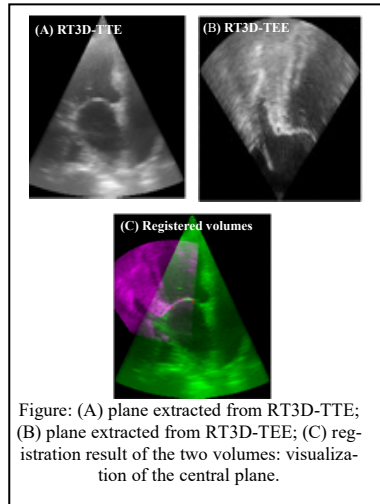 (A) RT3D-TTE
(B) RT3D-TEE
(C) Registered volumes
Figure: (A) plane extracted from RT3D-TTE;
(B) plane extracted from RT3D-TEE; (C) reg-
istration result of the two volumes: visualiza-
tion of the central plane.